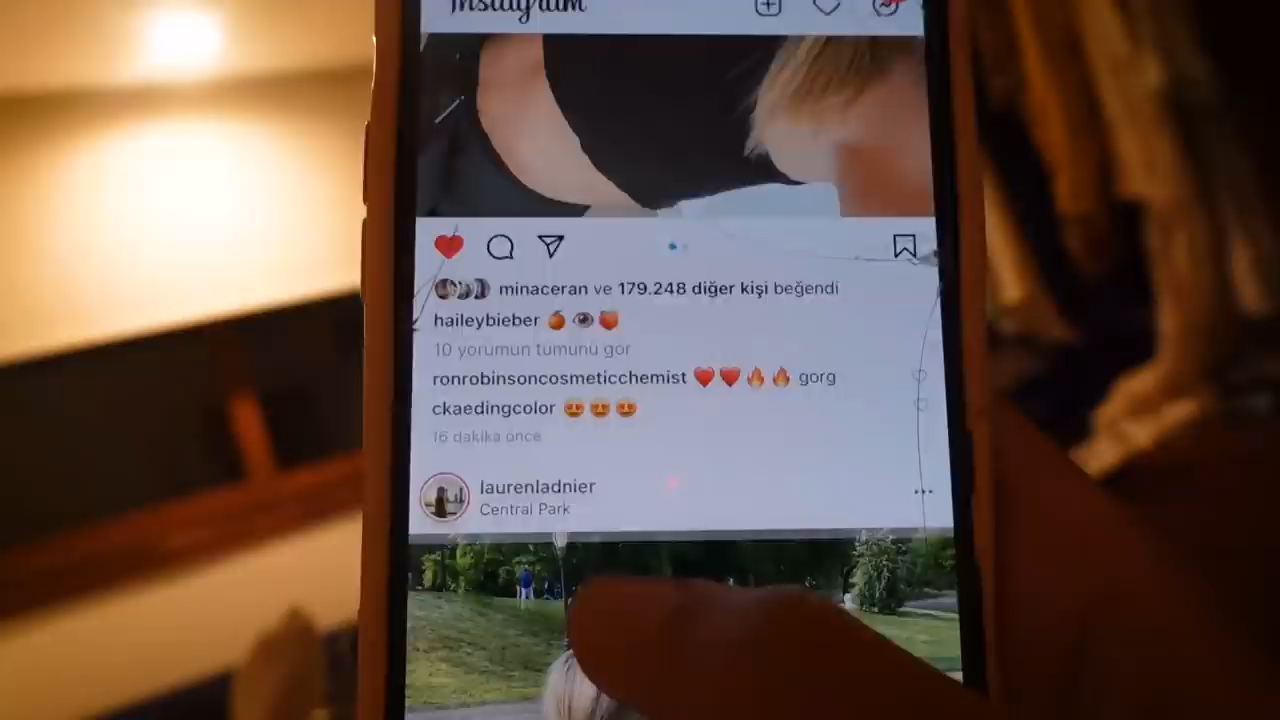 Instagram
minaceran ve 179.248 diğer kişi beğendi
haileybieber 🍊👁️🍑
10 yorumun tümünü gör
ronrobinsoncosmeticchemist ❤️❤️🔥🔥 gorg
ckaedingcolor 😍😍😍
16 dakika önce
laurenladnier
Central Park